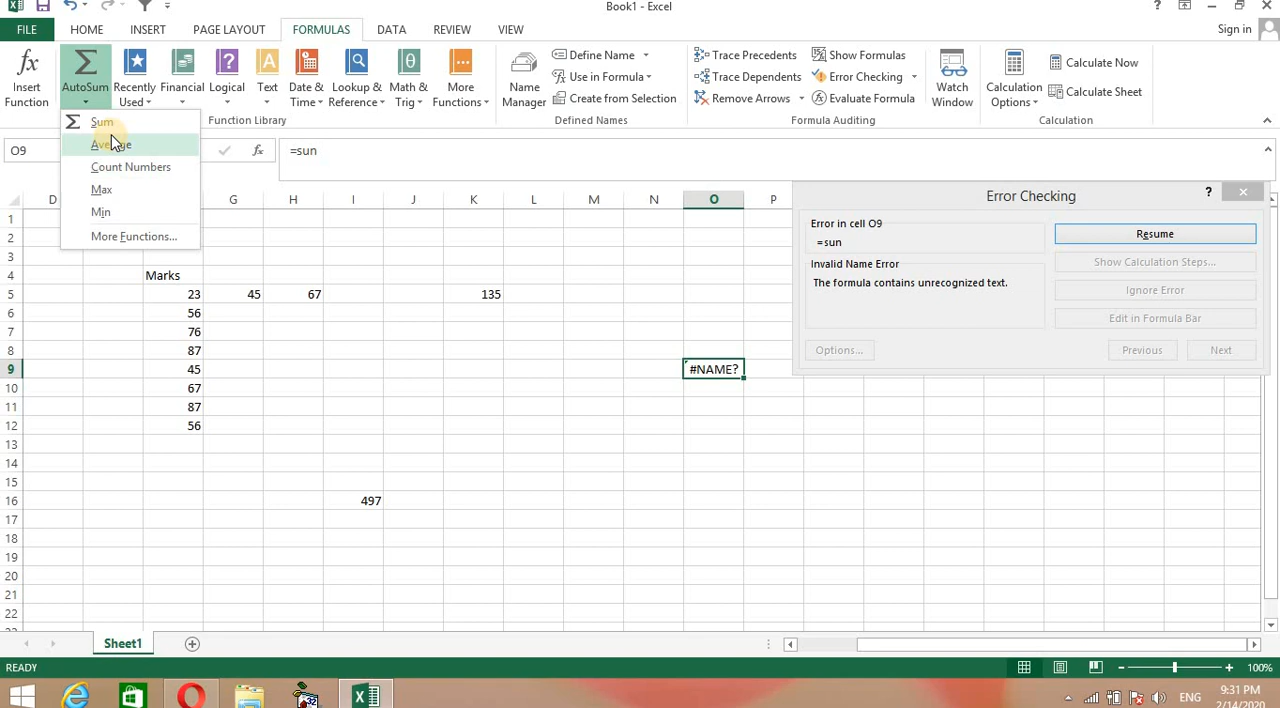 Book1 - Excel
FILE HOME INSERT PAGE LAYOUT FORMULAS DATA REVIEW VIEW Sign in
Insert Function
AutoSum
Recently Used
Financial
Logical
Text
Date & Time
Lookup & Reference
Math & Trig
More Functions
Name Manager
Define Name
Use in Formula
Create from Selection
Trace Precedents
Trace Dependents
Remove Arrows
Show Formulas
Error Checking
Evaluate Formula
Watch Window
Calculation Options
Calculate Now
Calculate Sheet
Function Library
Defined Names
Formula Auditing
Calculation
Sum
Average
Count Numbers
Max
Min
More Functions...
O9 fx =sun
D G H I J K L M N O P
Error Checking ?
Error in cell O9
=sun
Invalid Name Error
The formula contains unrecognized text.
Resume
Show Calculation Steps...
Ignore Error
Edit in Formula Bar
Options...
Previous
Next
1
2
3
4 Marks
5 23 45 67 135
6 56
7 76
8 87
9 45 #NAME?
10 67
11 87
12 56
13
14
15
16 497
17
18
19
20
21
22
Sheet1
READY 100%
ENG
9:31 PM
2/14/2020